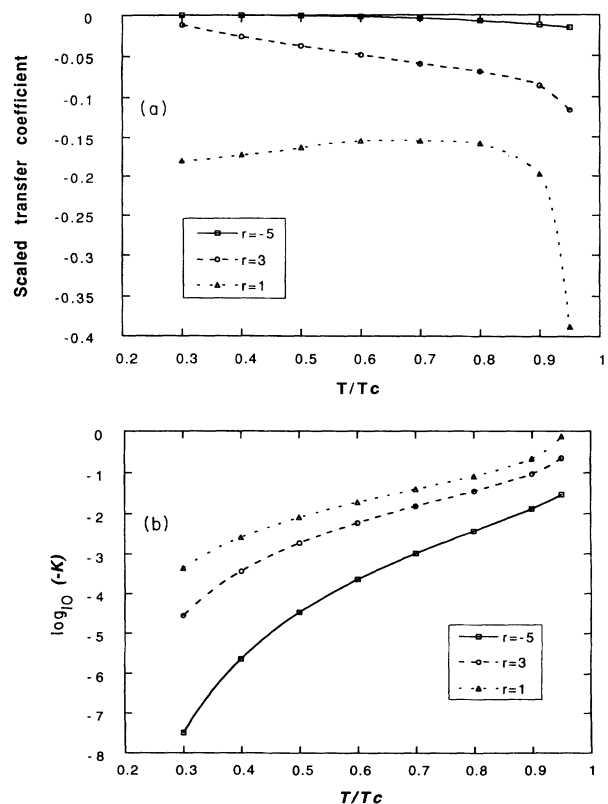 0
-0.05
-0.1
-0.15
-0.2
-0.25
-0.3
-0.35
-0.4
Scaled transfer coefficient
(a)
r=-5
r=3
r=1
0.2 0.3 0.4 0.5 0.6 0.7 0.8 0.9 1
T/Tc
0
-1
-2
-3
-4
-5
-6
-7
-8
log10 (-K)
(b)
r=-5
r=3
r=1
0.2 0.3 0.4 0.5 0.6 0.7 0.8 0.9 1
T/Tc